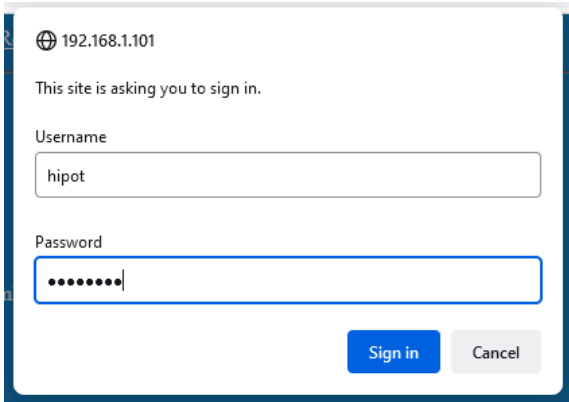 192.168.1.101
This site is asking you to sign in.
Username
hipot
Password
••••••••
Sign in
Cancel